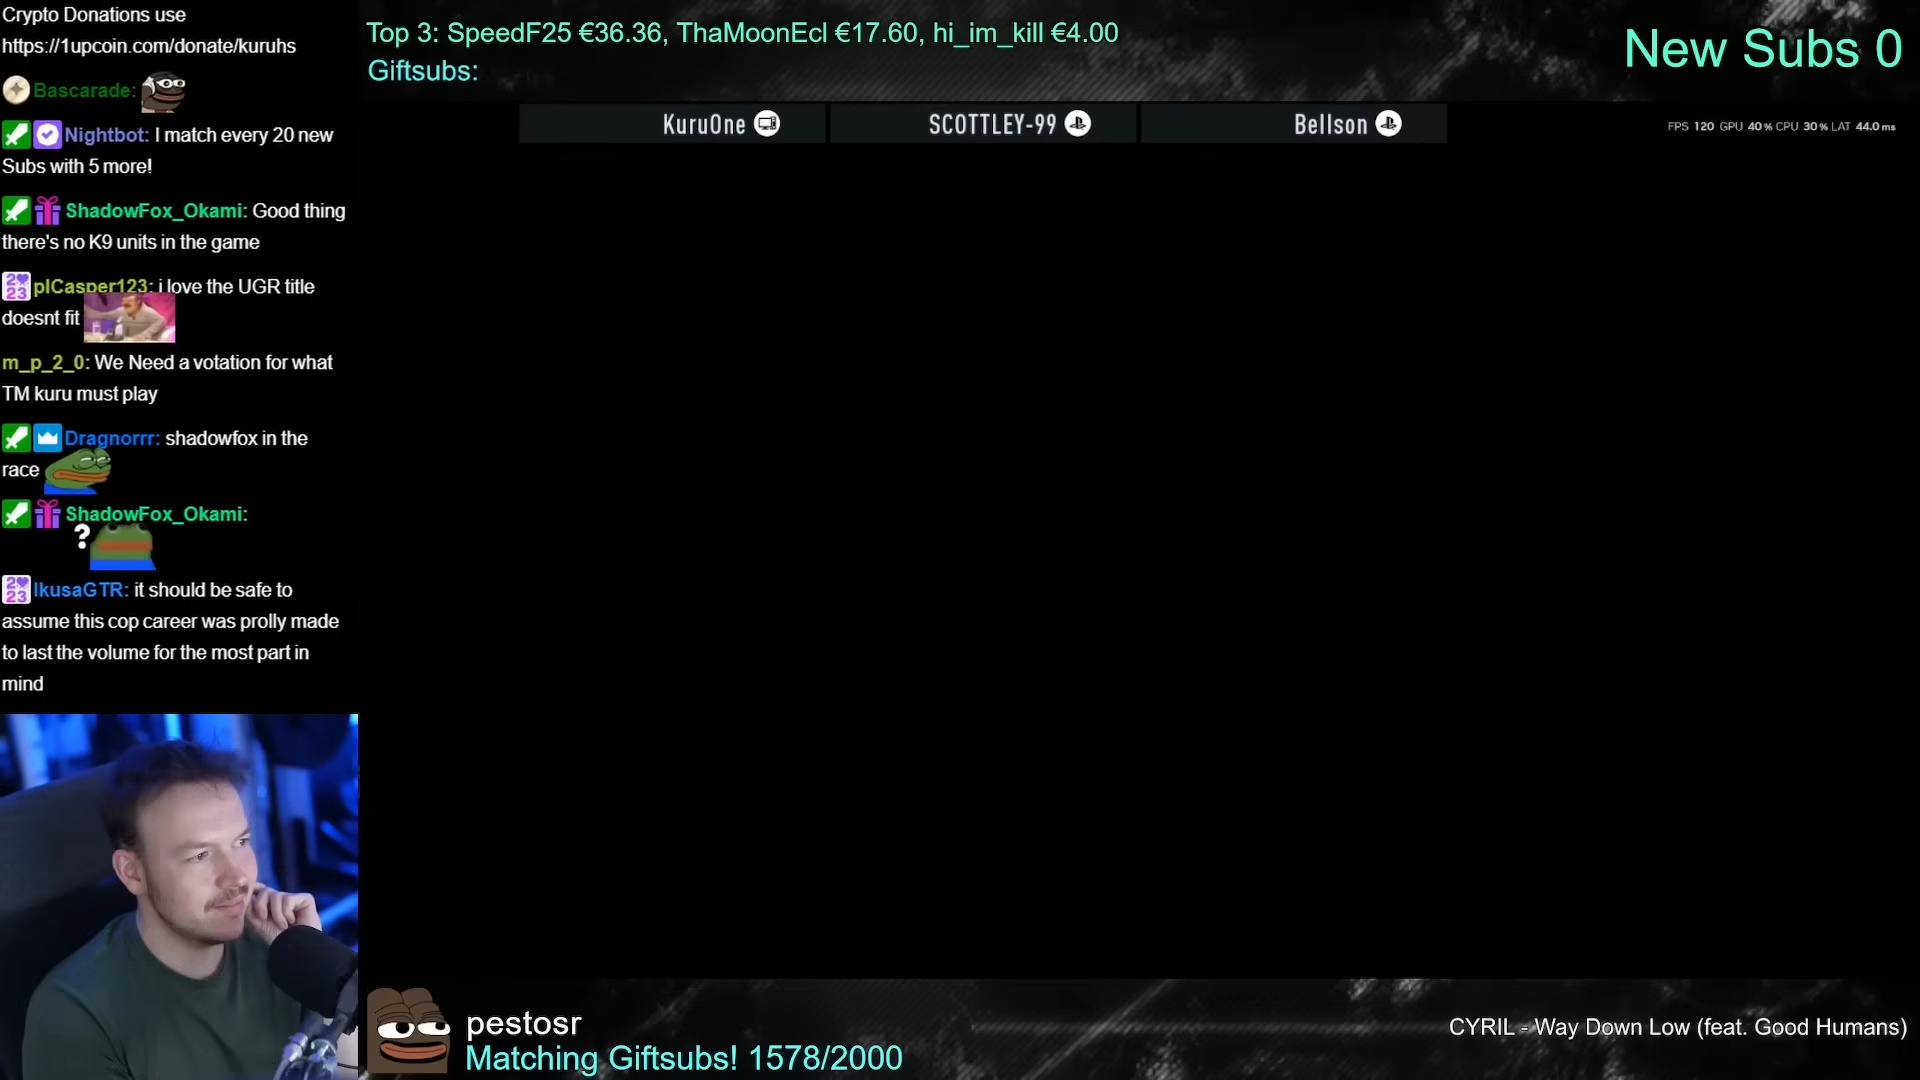 Crypto Donations use
https://1upcoin.com/donate/kuruhs
Bascarade:
Nightbot: I match every 20 new
Subs with 5 more!
ShadowFox_Okami: Good thing
there's no K9 units in the game
plCasper123: i love the UGR title
doesnt fit
m_p_2_0: We Need a votation for what
TM kuru must play
Dragnorrr: shadowfox in the
race
ShadowFox_Okami:
?
IkusaGTR: it should be safe to
assume this cop career was prolly made
to last the volume for the most part in
mind
Top 3: SpeedF25 €36.36, ThaMoonEcl €17.60, hi_im_kill €4.00
Giftsubs:
New Subs 0
KuruOne
SCOTTLEY-99
Bellson
FPS 120 GPU 40 % CPU 30 % LAT 44.0 ms
pestosr
Matching Giftsubs! 1578/2000
CYRIL - Way Down Low (feat. Good Humans)